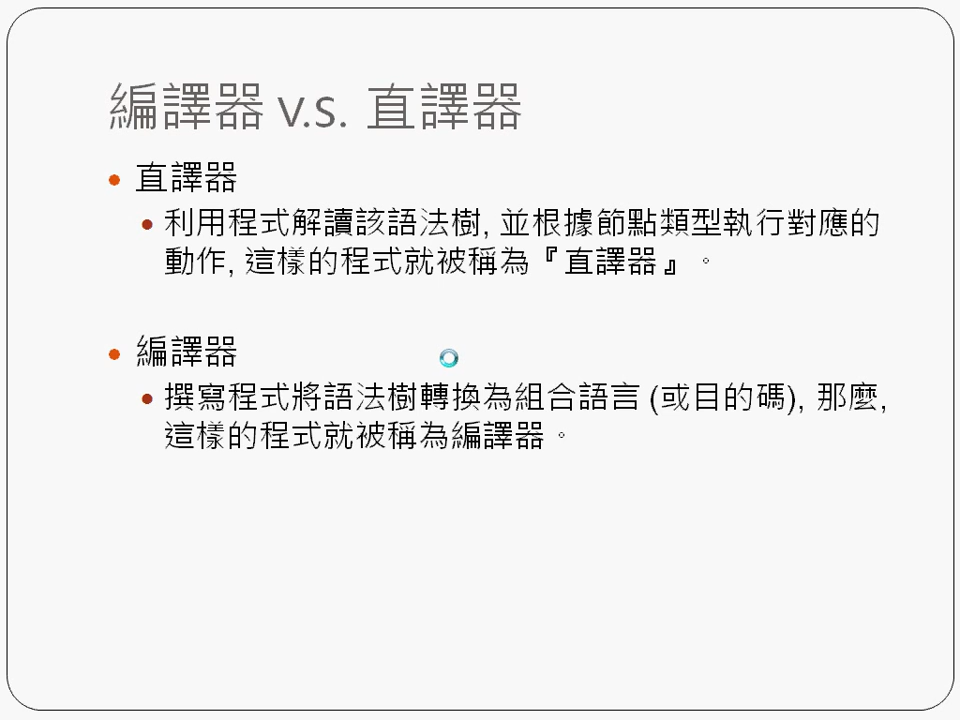 編譯器 v.s. 直譯器
直譯器
利用程式解讀該語法樹, 並根據節點類型執行對應的
動作, 這樣的程式就被稱為『直譯器』。
編譯器
撰寫程式將語法樹轉換為組合語言 (或目的碼), 那麼,
這樣的程式就被稱為編譯器。